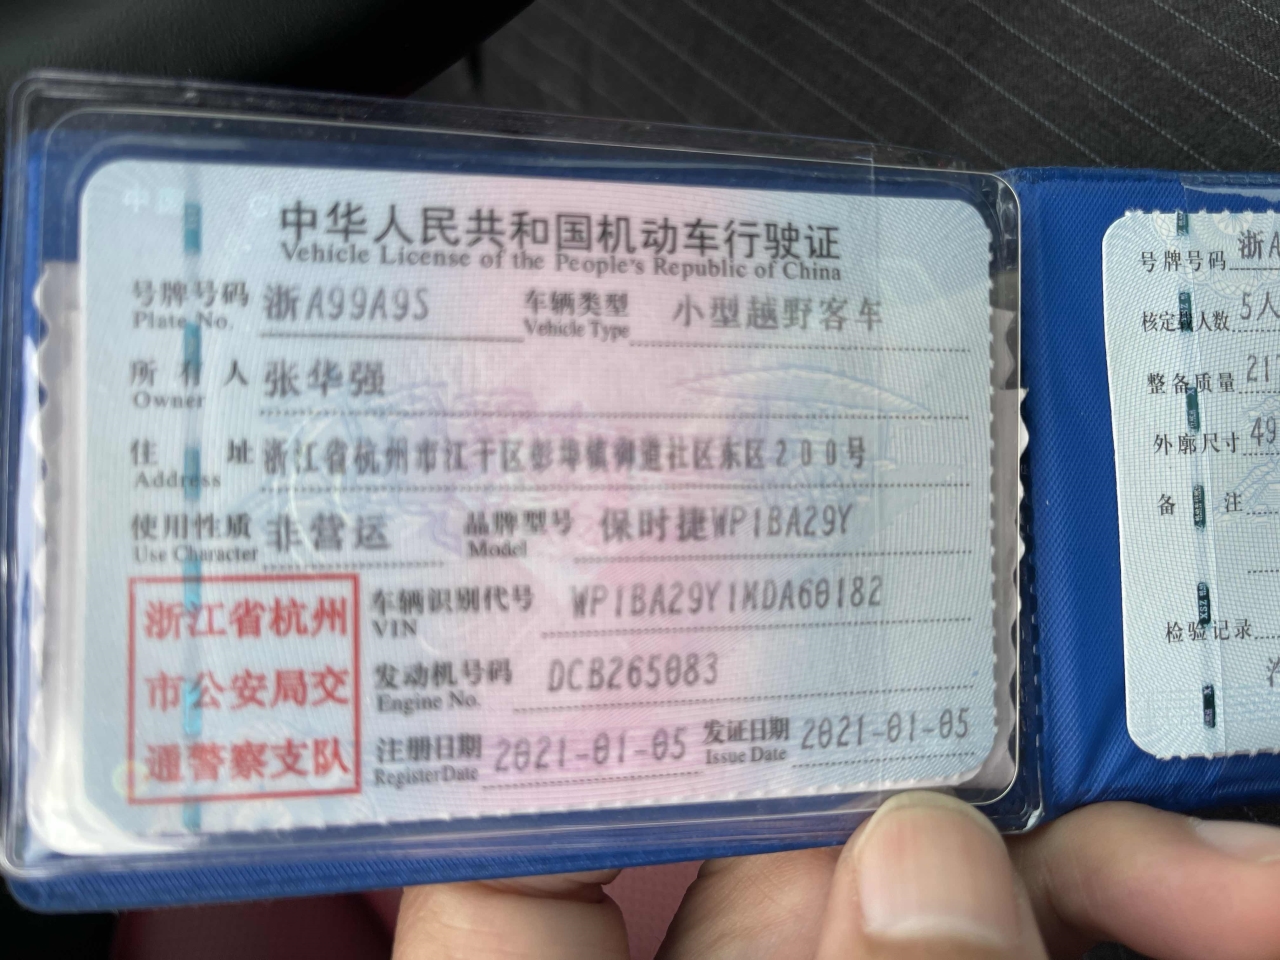 中华人民共和国机动车行驶证
Vehicle License of the People's Republic of China
号牌号码 浙A99A9S 车辆类型 小型越野客车
Plate No. Vehicle Type
所有人 张华强
Owner
住址 浙江省杭州市江干区彭埠镇御道社区东区200号
Address
使用性质 非营运 品牌型号 保时捷WP1BA29Y
Use Character Model
车辆识别代号 WP1BA29Y1MDA60182
VIN
发动机号码 DCB265083
Engine No.
注册日期 2021-01-05 发证日期 2021-01-05
Register Date Issue Date
浙江省杭州
市公安局交
通警察支队
号牌号码 浙A
核定载人数 5人
整备质量 21
外廓尺寸 49
备注
检验记录